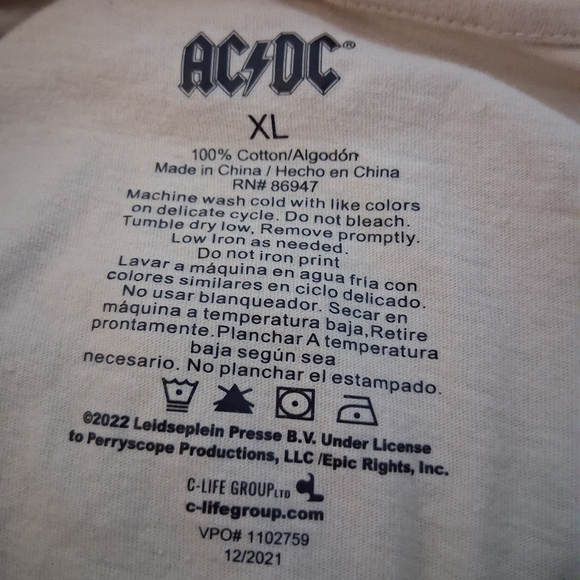 AC⚡DC®
XL
100% Cotton/Algodón
Made in China / Hecho en China
RN# 86947
Machine wash cold with like colors
on delicate cycle. Do not bleach.
Tumble dry low, Remove promptly.
Low Iron as needed.
Do not iron print
Lavar a máquina en agua fría con
colores similares en ciclo delicado.
No usar blanqueador. Secar en
máquina a temperatura baja,Retire
prontamente.Planchar A temperatura
baja según sea
necesario. No planchar el estampado.
©2022 Leidseplein Presse B.V. Under License
to Perryscope Productions, LLC /Epic Rights, Inc.
C-LIFE GROUP LTD
c-lifegroup.com
VPO# 1102759
12/2021